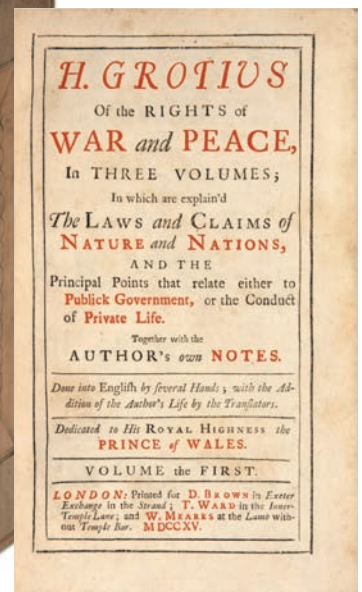 H. GROTIUS
Of the RIGHTS of
WAR and PEACE,
In THREE VOLUMES;
In which are explain'd
The LAWS and CLAIMS of
NATURE and NATIONS,
AND THE
Principal Points that relate either to
Publick Government, or the Conduct
of Private Life.
Together with the
AUTHOR's own NOTES.
Done into English by several Hands; with the Ad-
dition of the Author's Life by the Translators.
Dedicated to His ROYAL HIGHNESS the
PRINCE of WALES.
VOLUME the FIRST.
LONDON: Printed for D. BROWN in Exeter
Exchange in the Strand; T. WARD in the Inner-
Temple Lane; and W. MEARES at the Lamb with-
out Temple Bar. MDCCXV.